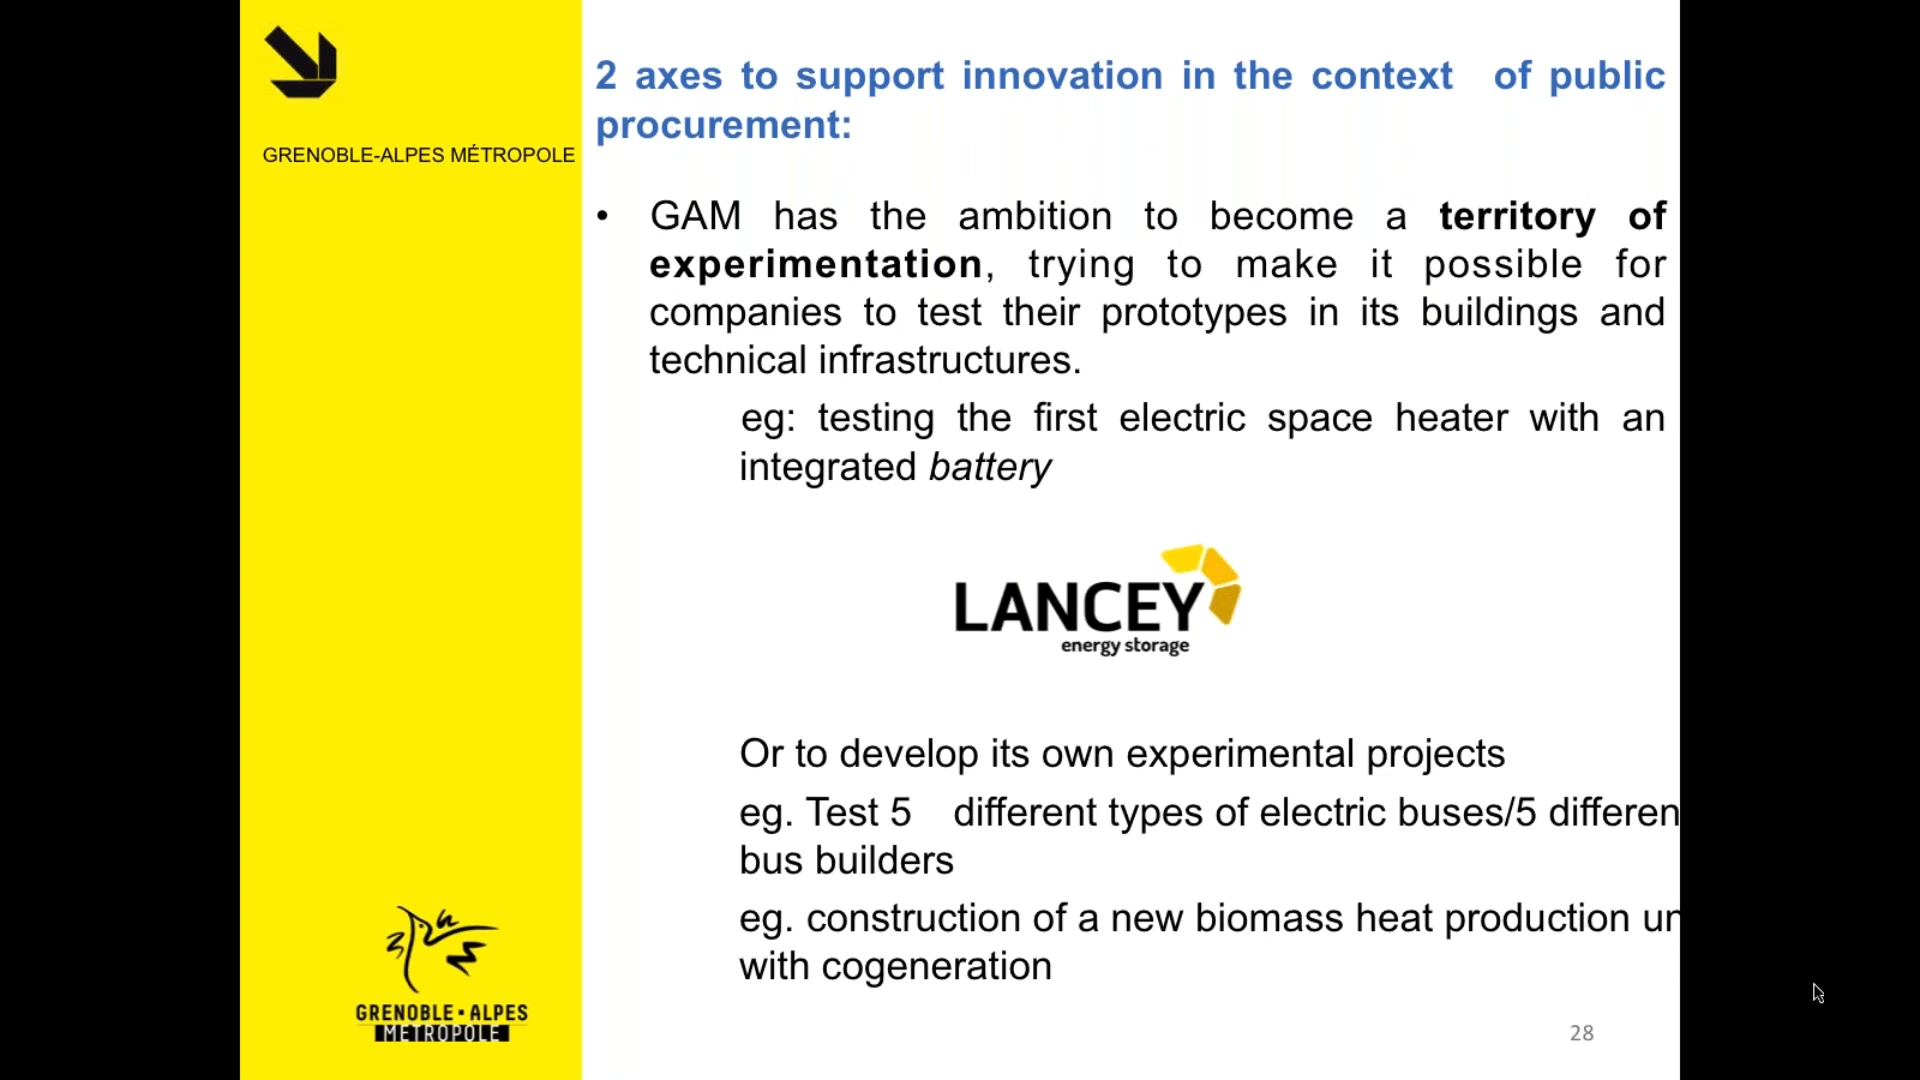 GRENOBLE-ALPES MÉTROPOLE
2 axes to support innovation in the context of public
procurement:
• GAM has the ambition to become a territory of
experimentation, trying to make it possible for
companies to test their prototypes in its buildings and
technical infrastructures.
eg: testing the first electric space heater with an
integrated battery
LANCEY
energy storage
Or to develop its own experimental projects
eg. Test 5 different types of electric buses/5 differen
bus builders
eg. construction of a new biomass heat production un
with cogeneration
GRENOBLE-ALPES
METROPOLE
28